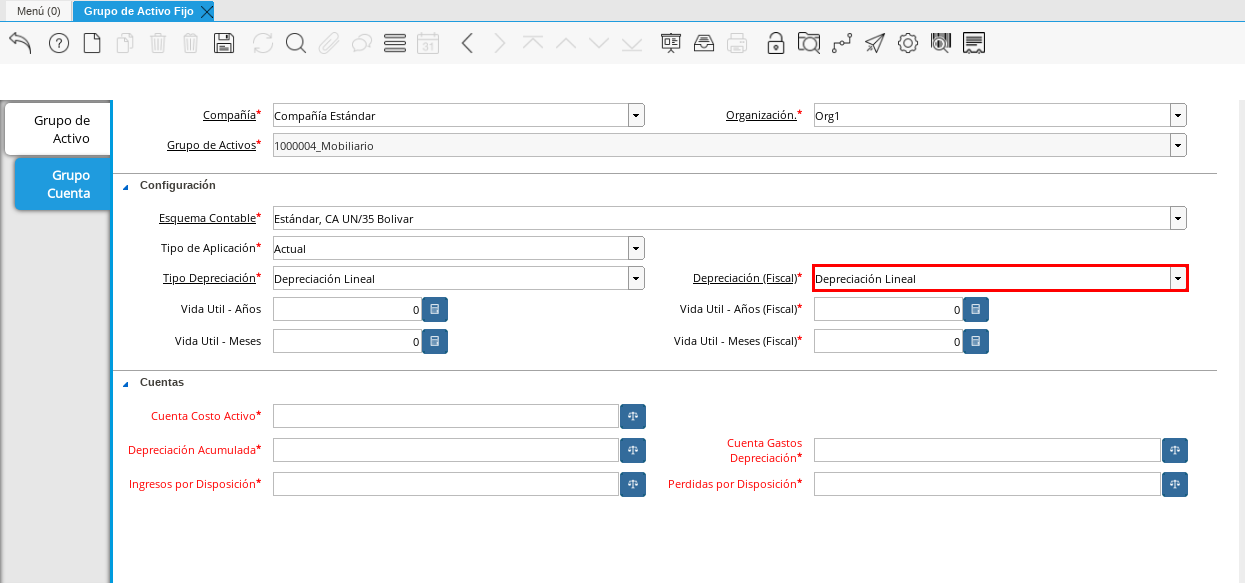 Menú (0)
Grupo de Activo Fijo
31
Grupo de
Activo
Grupo
Cuenta
Compañía* Compañía Estándar Organización.* Org1
Grupo de Activos* 1000004_Mobiliario
Configuración
Esquema Contable* Estándar, CA UN/35 Bolivar
Tipo de Aplicación* Actual
Tipo Depreciación* Depreciación Lineal Depreciación (Fiscal)* Depreciación Lineal
Vida Util - Años 0 Vida Util - Años (Fiscal)* 0
Vida Util - Meses 0 Vida Util - Meses (Fiscal)* 0
Cuentas
Cuenta Costo Activo*
Depreciación Acumulada*
Cuenta Gastos
Depreciación*
Ingresos por Disposición* Perdidas por Disposición*